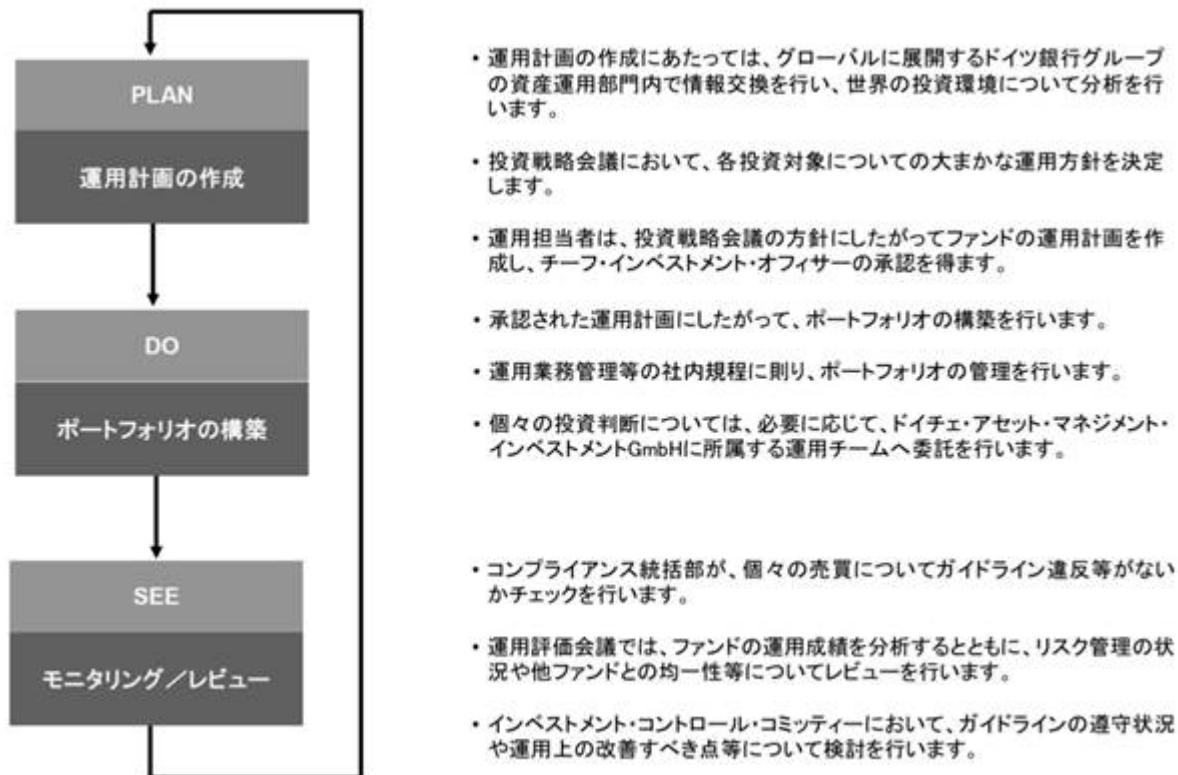 PLAN
運用計画の作成
・運用計画の作成にあたっては、グローバルに展開するドイツ銀行グループ
の資産運用部門内で情報交換を行い、世界の投資環境について分析を行
います。
・投資戦略会議において、各投資対象についての大まかな運用方針を決定
します。
・運用担当者は、投資戦略会議の方針にしたがってファンドの運用計画を作
成し、チーフ・インベストメント・オフィサーの承認を得ます。
DO
ポートフォリオの構築
・承認された運用計画にしたがって、ポートフォリオの構築を行います。
・運用業務管理等の社内規程に則り、ポートフォリオの管理を行います。
・個々の投資判断については、必要に応じて、ドイチェ・アセット・マネジメント・
インベストメントGmbHに所属する運用チームへ委託を行います。
SEE
モニタリング／レビュー
・コンプライアンス統括部が、個々の売買についてガイドライン違反等がない
かチェックを行います。
・運用評価会議では、ファンドの運用成績を分析するとともに、リスク管理の状
況や他ファンドとの均一性等についてレビューを行います。
・インベストメント・コントロール・コミッティーにおいて、ガイドラインの遵守状況
や運用上の改善すべき点等について検討を行います。